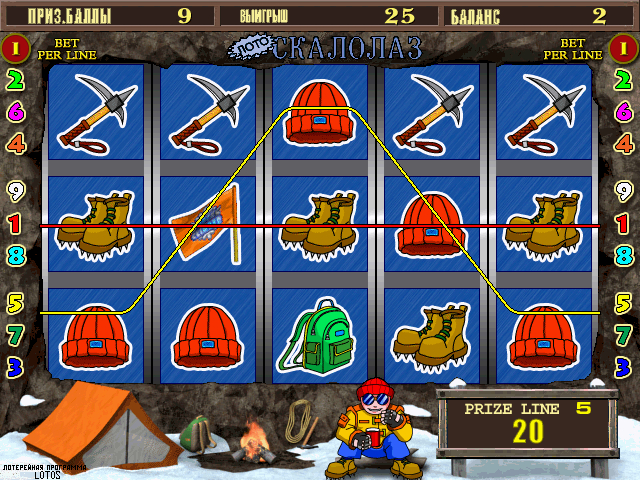 ПРИЗ.БАЛЛЫ 9 ВЫИГРЫШ 25 БАЛАНС 2
ЛОТО СКАЛОЛАЗ
1 BET PER LINE
BET PER LINE 1
2 2
6 6
4 4
9 9
1 1
8 8
5 5
7 7
3 3
PRIZE LINE 5
20
ЛОТЕРЕЙНАЯ ПРОГРАММА
LOTOS